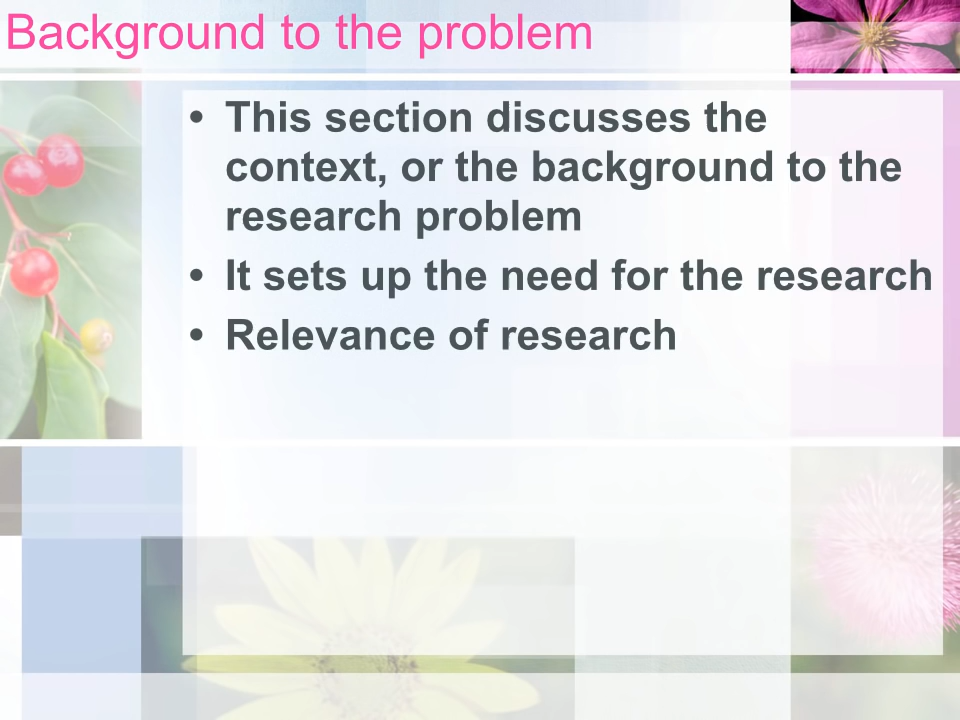 Background to the problem
• This section discusses the
context, or the background to the
research problem
• It sets up the need for the research
• Relevance of research